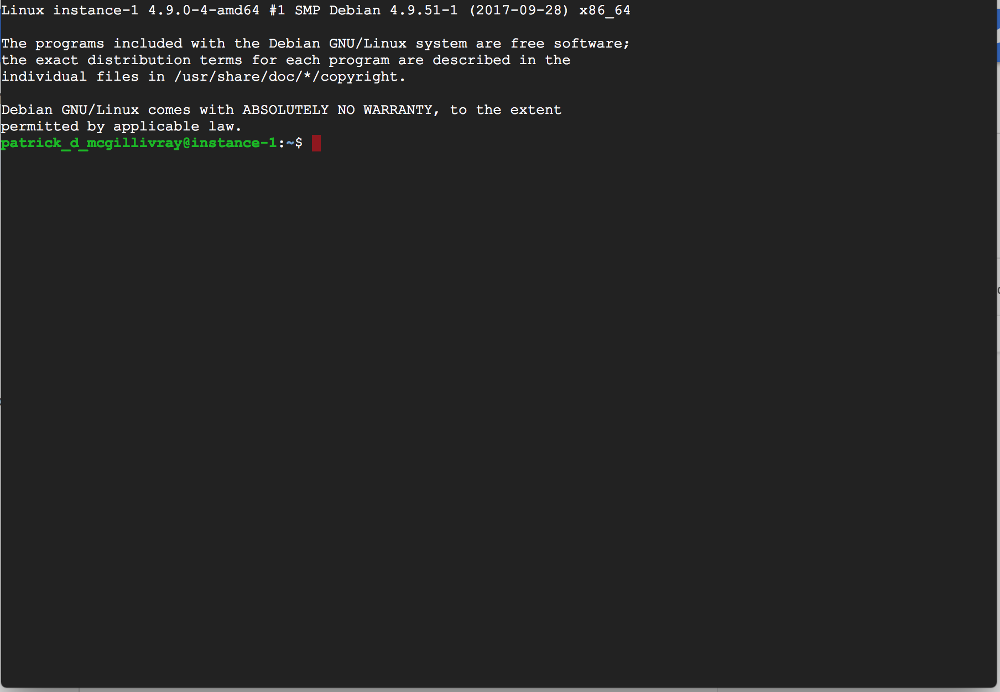 Linux instance-1 4.9.0-4-amd64 #1 SMP Debian 4.9.51-1 (2017-09-28) x86_64
The programs included with the Debian GNU/Linux system are free software;
the exact distribution terms for each program are described in the
individual files in /usr/share/doc/*/copyright.
Debian GNU/Linux comes with ABSOLUTELY NO WARRANTY, to the extent
permitted by applicable law.
patrick_d_mcgillivray@instance-1:~$